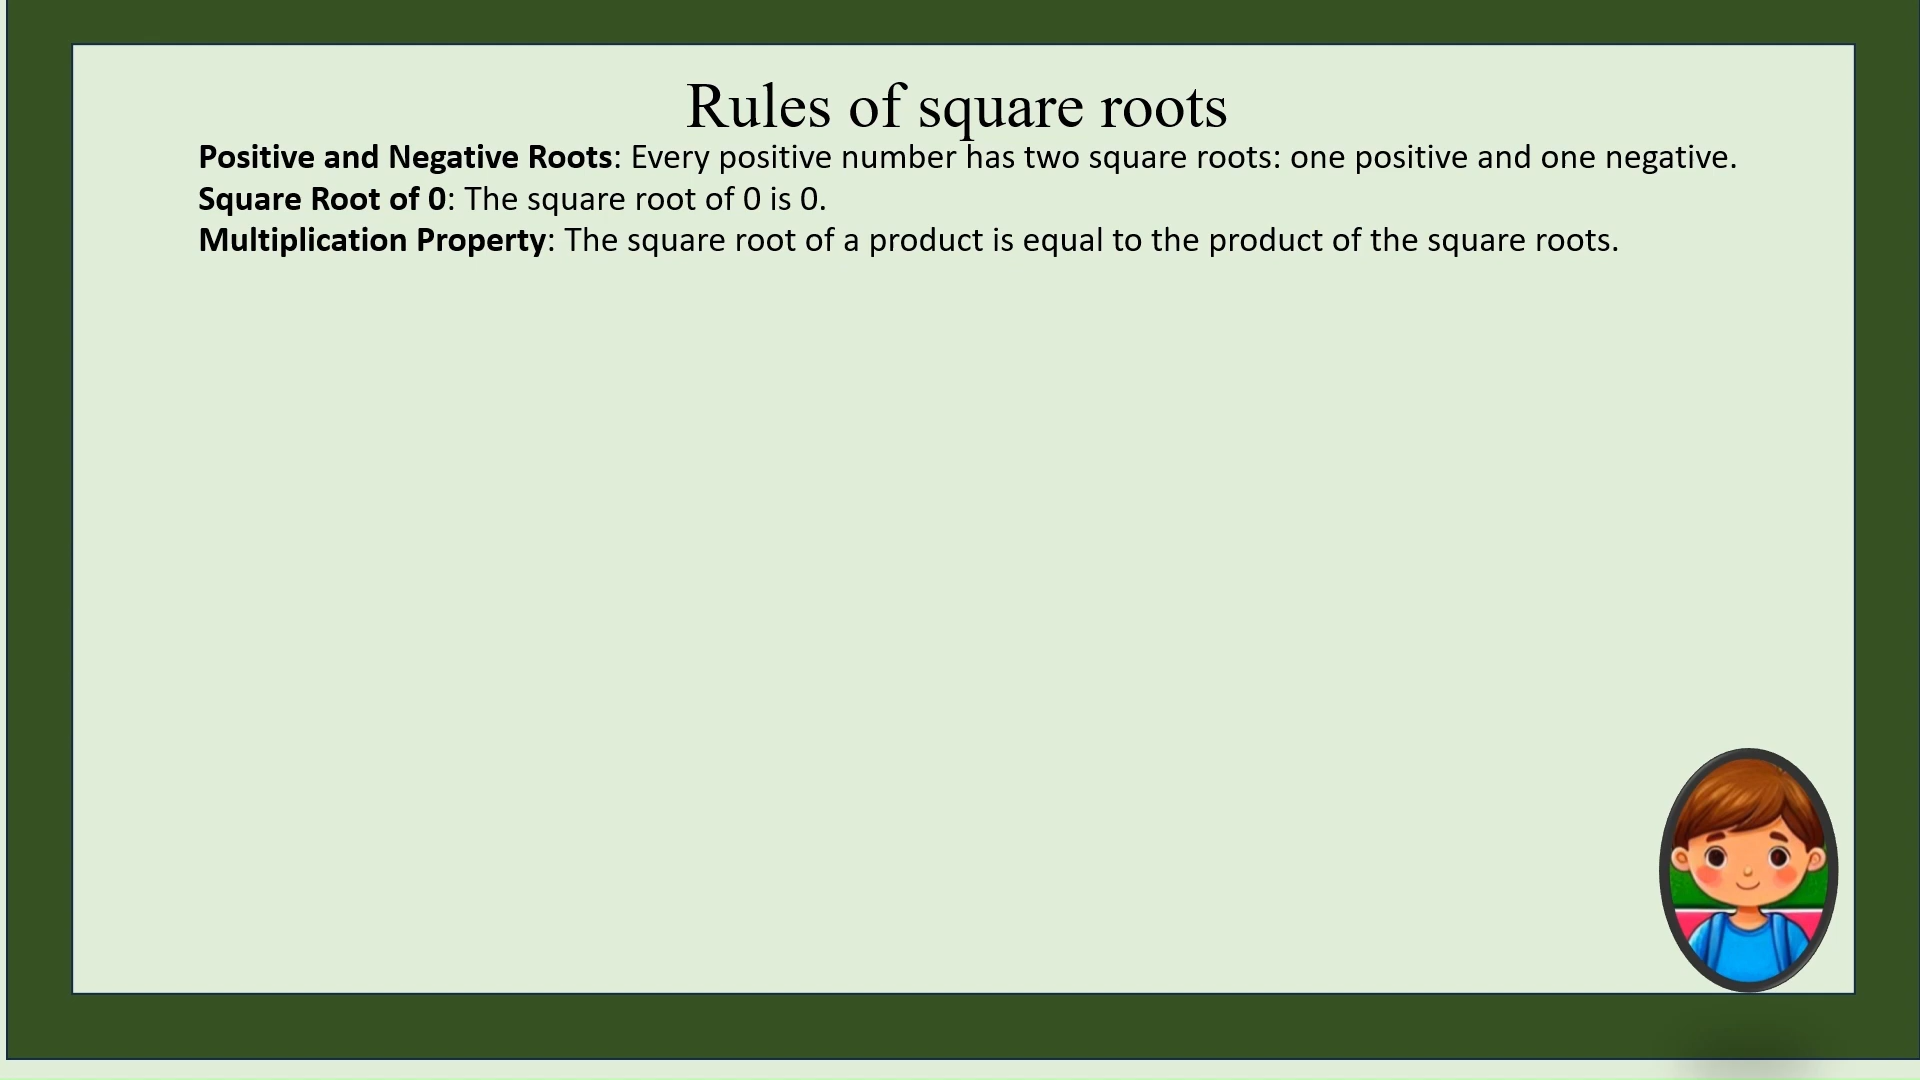 Rules of square roots
Positive and Negative Roots: Every positive number has two square roots: one positive and one negative.
Square Root of 0: The square root of 0 is 0.
Multiplication Property: The square root of a product is equal to the product of the square roots.